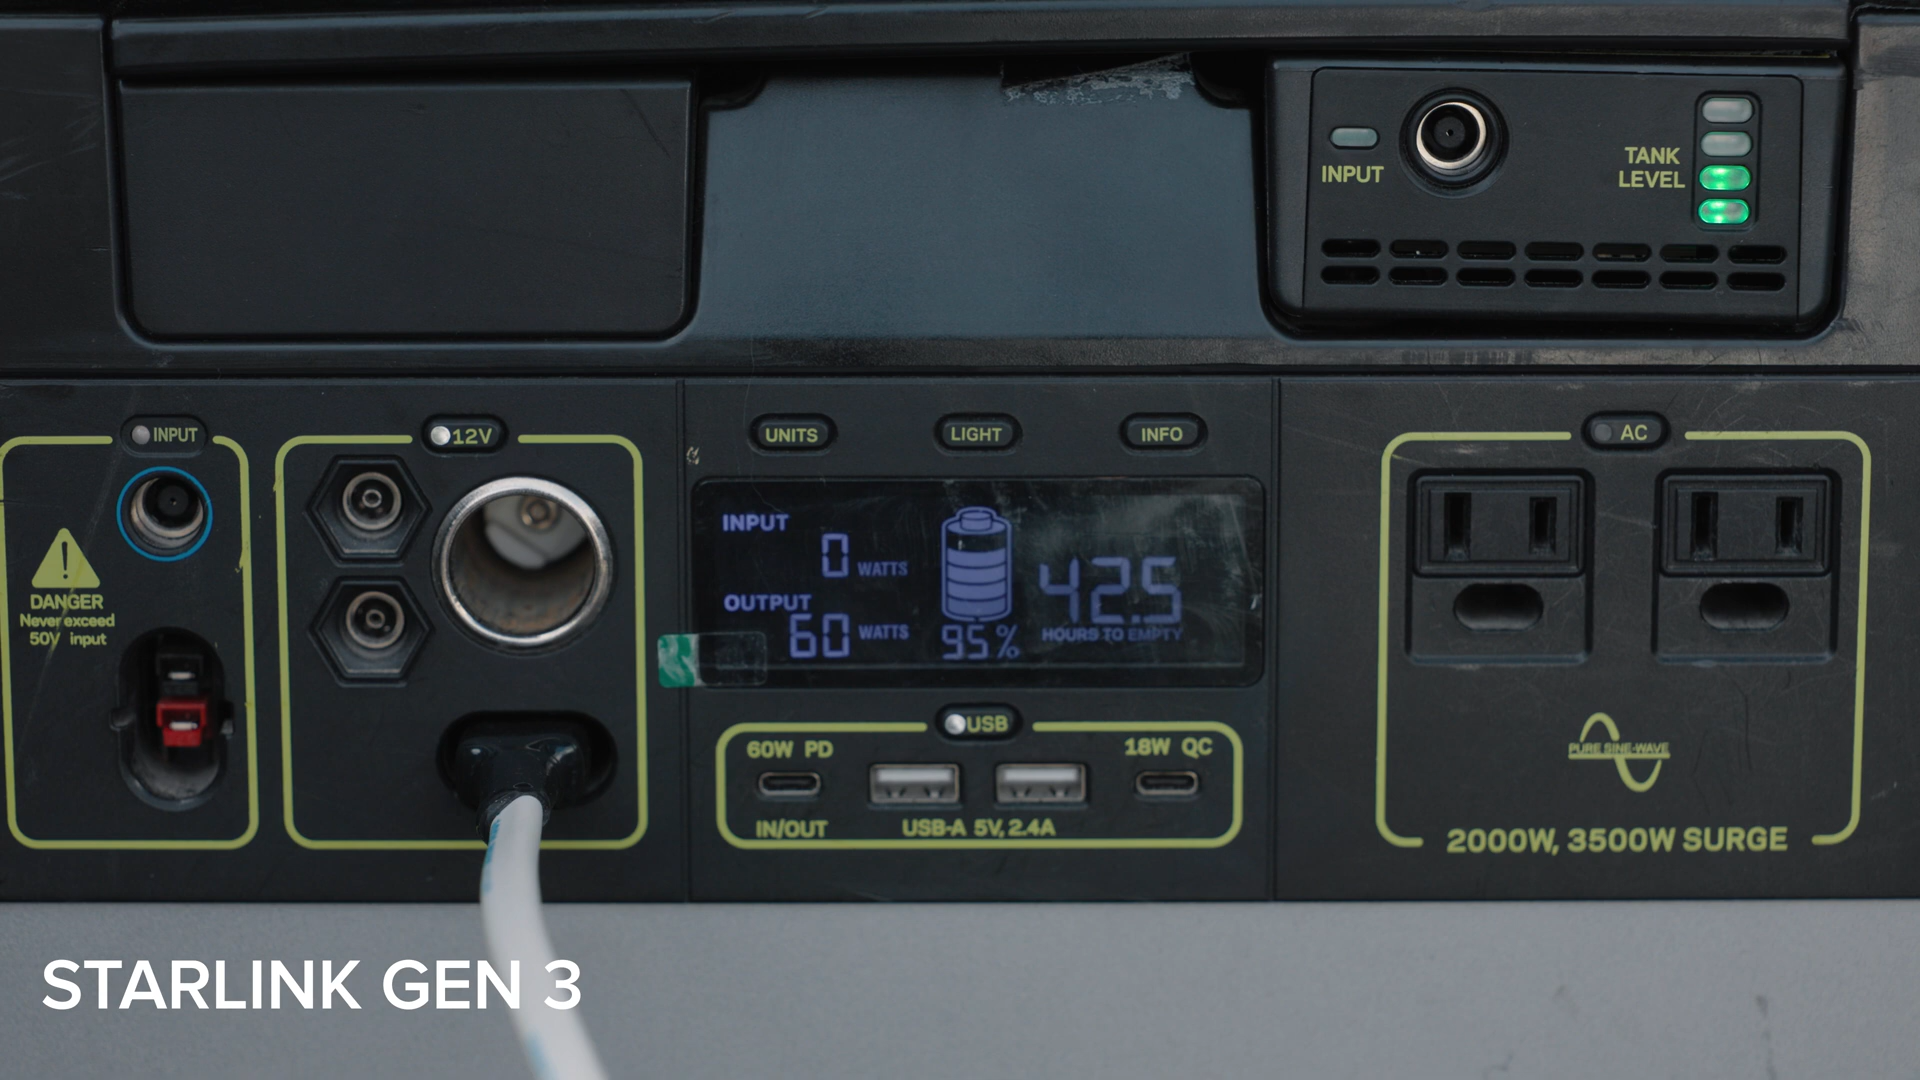 INPUT
TANK
LEVEL
INPUT
12V
UNITS
LIGHT
INFO
AC
DANGER
Never exceed
50V input
INPUT
0 WATTS
OUTPUT
60 WATTS
95%
42.5
HOURS TO EMPTY
USB
60W PD
18W QC
IN/OUT
USB-A 5V, 2.4A
PURE SINE-WAVE
2000W, 3500W SURGE
STARLINK GEN 3